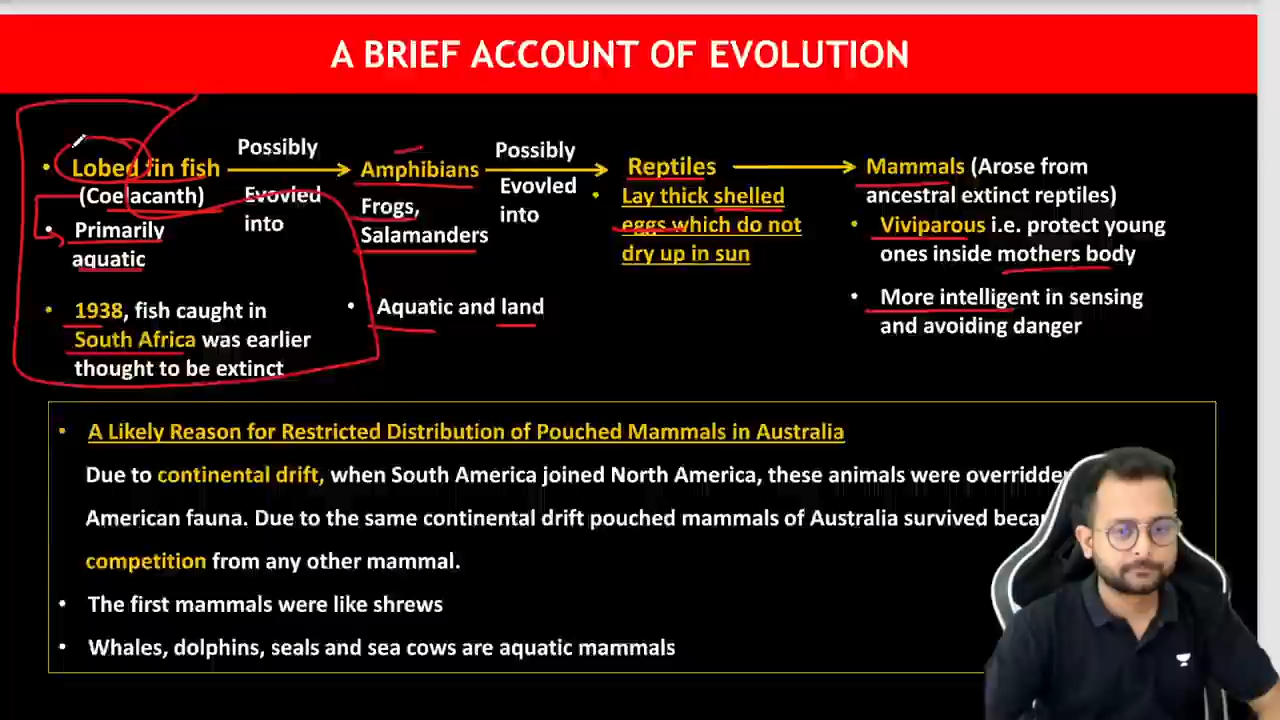 A BRIEF ACCOUNT OF EVOLUTION
• Lobed fin fish
(Coelacanth)
• Primarily
aquatic
• 1938, fish caught in
South Africa was earlier
thought to be extinct
Possibly
Evovled
into
Amphibians
Frogs,
Salamanders
• Aquatic and land
Possibly
Evovled
into
Reptiles
• Lay thick shelled
eggs which do not
dry up in sun
Mammals (Arose from
ancestral extinct reptiles)
• Viviparous i.e. protect young
ones inside mothers body
• More intelligent in sensing
and avoiding danger
• A Likely Reason for Restricted Distribution of Pouched Mammals in Australia
Due to continental drift, when South America joined North America, these animals were
American fauna. Due to the same continental drift pouched mammals of Australia survived
competition from any other mammal.
• The first mammals were like shrews
• Whales, dolphins, seals and sea cows are aquatic mammals